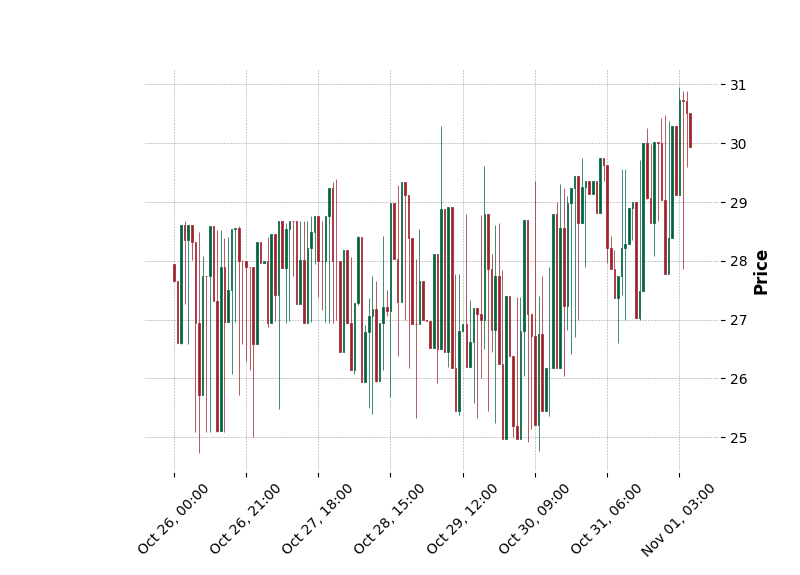 31
30
29
28
27
26
25
Price
Oct 26, 00:00
Oct 26, 21:00
Oct 27, 18:00
Oct 28, 15:00
Oct 29, 12:00
Oct 30, 09:00
Oct 31, 06:00
Nov 01, 03:00